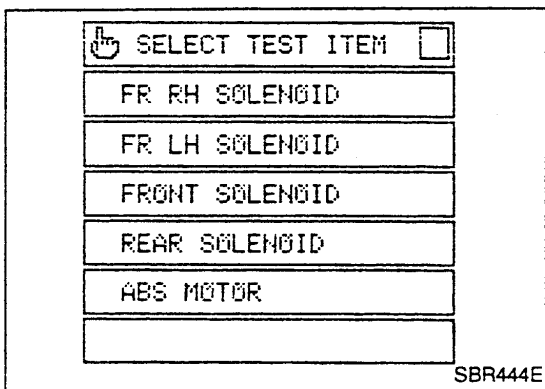 SELECT TEST ITEM
FR RH SOLENOID
FR LH SOLENOID
FRONT SOLENOID
REAR SOLENOID
ABS MOTOR
SBR444E